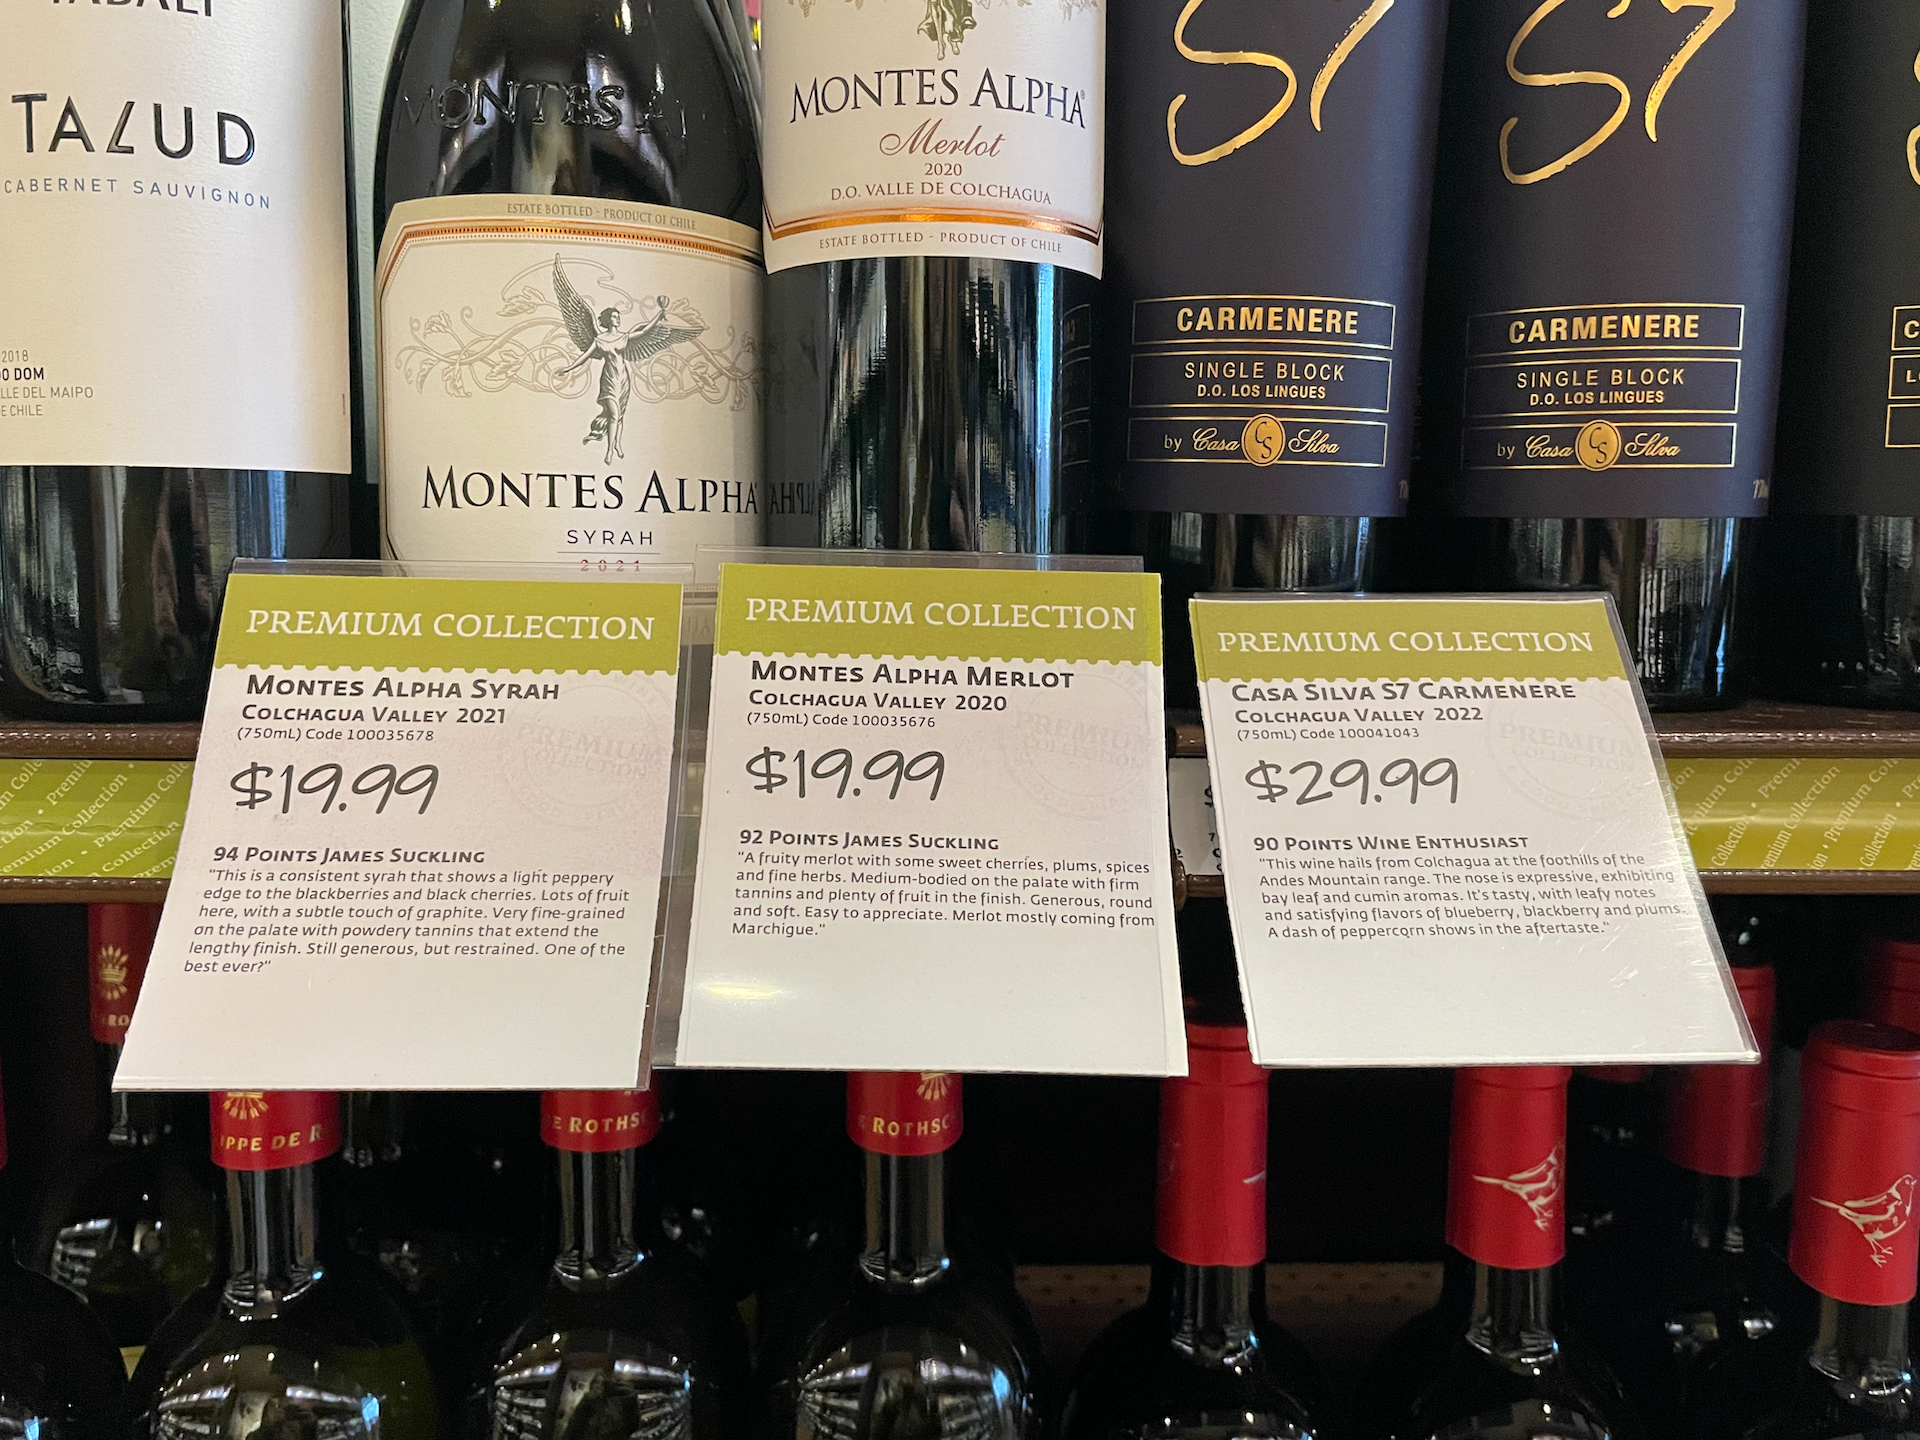 TALUD
CABERNET SAUVIGNON
2018
DOM
MAIPO
CHILE
MONTES
ESTATE BOTTLED - PRODUCT OF CHILE
MONTES ALPHA
SYRAH
2021
MONTES ALPHA®
Merlot
2020
D.O. VALLE DE COLCHAGUA
ESTATE BOTTLED - PRODUCT OF CHILE
S7
CARMENERE
SINGLE BLOCK
D.O. LOS LINGUES
by Casa CS Silva
S7
CARMENERE
SINGLE BLOCK
D.O. LOS LINGUES
by Casa CS Silva
PREMIUM COLLECTION
MONTES ALPHA SYRAH
COLCHAGUA VALLEY 2021
(750mL) Code 100035678
$19.99
94 POINTS JAMES SUCKLING
"This is a consistent syrah that shows a light peppery
edge to the blackberries and black cherries. Lots of fruit
here, with a subtle touch of graphite. Very fine-grained
on the palate with powdery tannins that extend the
lengthy finish. Still generous, but restrained. One of the
best ever?"
PREMIUM COLLECTION
MONTES ALPHA MERLOT
COLCHAGUA VALLEY 2020
(750mL) Code 100035676
$19.99
92 POINTS JAMES SUCKLING
"A fruity merlot with some sweet cherries, plums, spices
and fine herbs. Medium-bodied on the palate with firm
tannins and plenty of fruit in the finish. Generous, round
and soft. Easy to appreciate. Merlot mostly coming from
Marchigue."
PREMIUM COLLECTION
CASA SILVA S7 CARMENERE
COLCHAGUA VALLEY 2022
(750mL) Code 100041043
$29.99
90 POINTS WINE ENTHUSIAST
"This wine hails from Colchagua at the foothills of the
Andes Mountain range. The nose is expressive, exhibiting
bay leaf and cumin aromas. It's tasty, with leafy notes
and satisfying flavors of blueberry, blackberry and plums.
A dash of peppercorn shows in the aftertaste."
Premium Collection
Premium Collection